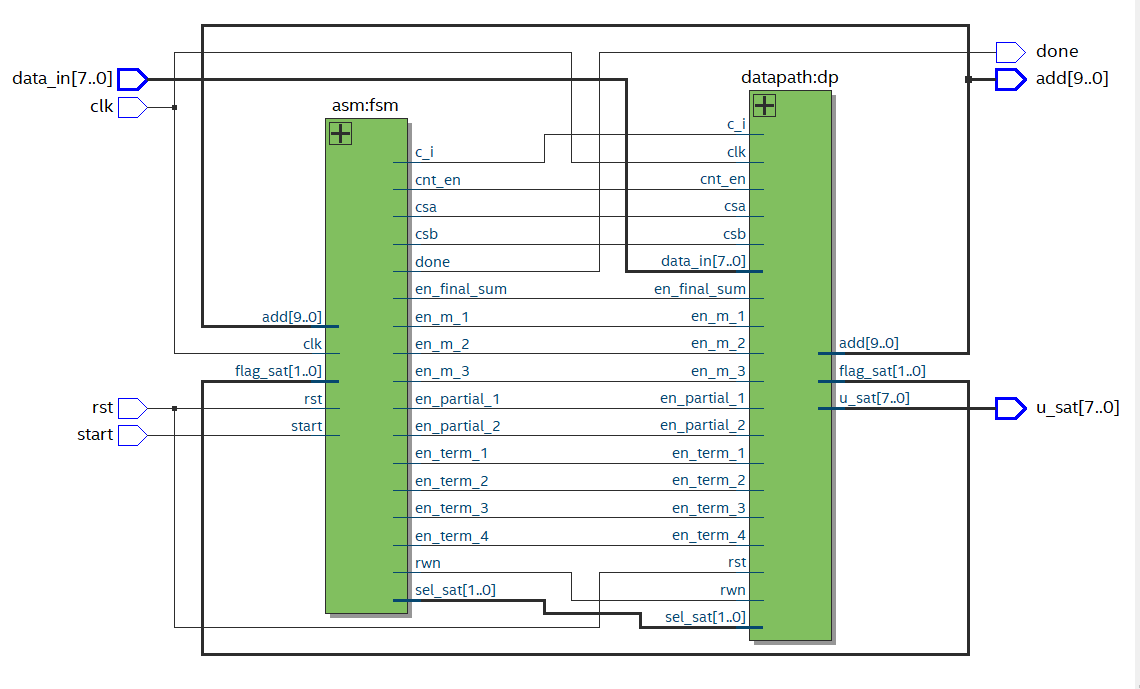 done
datapath:dp
data_in[7..0]
add[9..0]
clk
asm:fsm
c_i
c_i
clk
cnt_en
cnt_en
csa
csa
csb
csb
done
data_in[7..0]
en_final_sum
en_final_sum
add[9..0]
en_m_1
en_m_1
clk
en_m_2
en_m_2
add[9..0]
flag_sat[1..0]
en_m_3
en_m_3
flag_sat[1..0]
rst
rst
en_partial_1
en_partial_1
u_sat[7..0]
u_sat[7..0]
start
start
en_partial_2
en_partial_2
en_term_1
en_term_1
en_term_2
en_term_2
en_term_3
en_term_3
en_term_4
en_term_4
rwn
rst
sel_sat[1..0]
rwn
sel_sat[1..0]